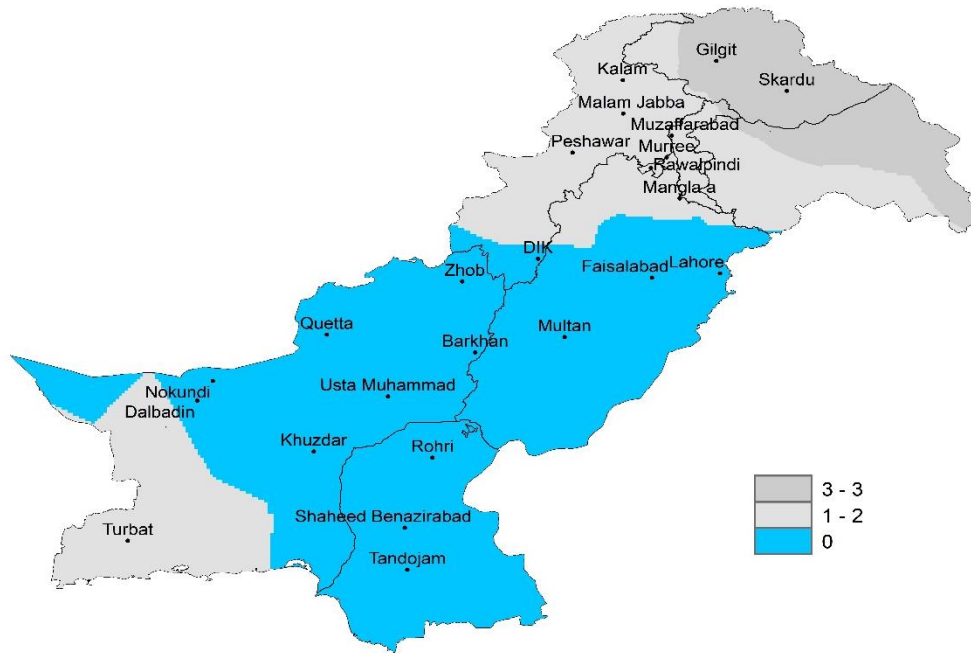 Gilgit
Kalam
Skardu
Malam Jabba
Muzaffarabad
Peshawar
Murree
Rawalpindi
Mangla a
DIK
Zhob
Faisalabad
Lahore
Quetta
Multan
Barkhan
Usta Muhammad
Nokundi
Dalbadin
Khuzdar
Rohri
3 - 3
1 - 2
0
Shaheed Benazirabad
Turbat
Tandojam